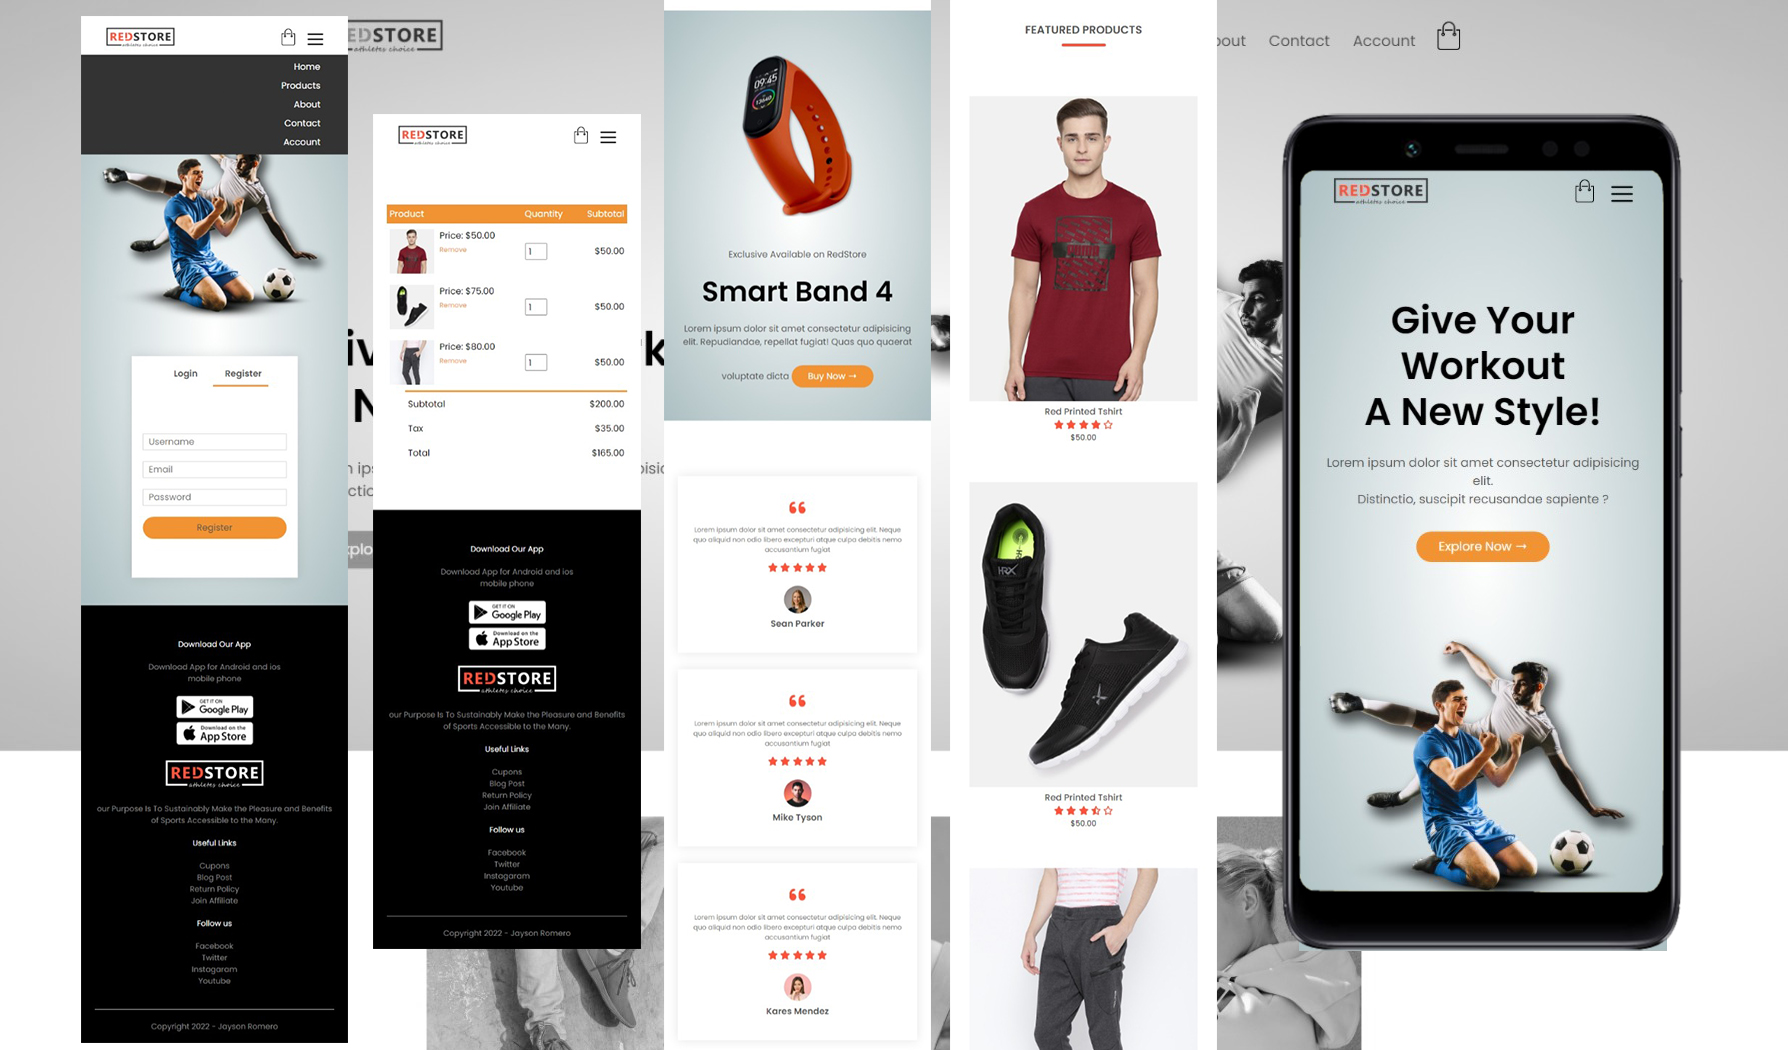 REDSTORE
athletes choice
Home
Products
About
Contact
Account
Login
Register
Username
Email
Password
Register
Download Our App
Download App for Android and ios
mobile phone
GET IT ON
Google Play
Download on the
App Store
REDSTORE
athletes choice
our Purpose Is To Sustainably Make the Pleasure and Benefits
of Sports Accessible to the Many.
Useful Links
Cupons
Blog Post
Return Policy
Join Affiliate
Follow us
Facebook
Twitter
Instagaram
Youtube
Copyright 2022 - Jayson Romero
EDSTORE
athletes choice
REDSTORE
athletes choice
Product Quantity Subtotal
Price: $50.00
Remove
1
$50.00
Price: $75.00
Remove
1
$50.00
Price: $80.00
Remove
1
$50.00
Subtotal $200.00
Tax $35.00
Total $165.00
Download Our App
Download App for Android and ios
mobile phone
GET IT ON
Google Play
Download on the
App Store
REDSTORE
athletes choice
our Purpose Is To Sustainably Make the Pleasure and Benefits
of Sports Accessible to the Many.
Useful Links
Cupons
Blog Post
Return Policy
Join Affiliate
Follow us
Facebook
Twitter
Instagaram
Youtube
Copyright 2022 - Jayson Romero
09:45
Exclusive Available on RedStore
Smart Band 4
Lorem ipsum dolor sit amet consectetur adipisicing
elit. Repudiandae, repellat fugiat! Quas quo quaerat
voluptate dicta Buy Now →
Lorem ipsum dolor sit amet consectetur adipisicing elit. Neque
quo aliquid non odio libero excepturi atque culpa debitis nemo
accusantium fugiat
Sean Parker
Lorem ipsum dolor sit amet consectetur adipisicing elit. Neque
quo aliquid non odio libero excepturi atque culpa debitis nemo
accusantium fugiat
Mike Tyson
Lorem ipsum dolor sit amet consectetur adipisicing elit. Neque
quo aliquid non odio libero excepturi atque culpa debitis nemo
accusantium fugiat
Kares Mendez
FEATURED PRODUCTS
Red Printed Tshirt
$50.00
HRX
Red Printed Tshirt
$50.00
bout Contact Account
REDSTORE
athletes choice
Give Your
Workout
A New Style!
Lorem ipsum dolor sit amet consectetur adipisicing
elit.
Distinctio, suscipit recusandae sapiente ?
Explore Now →